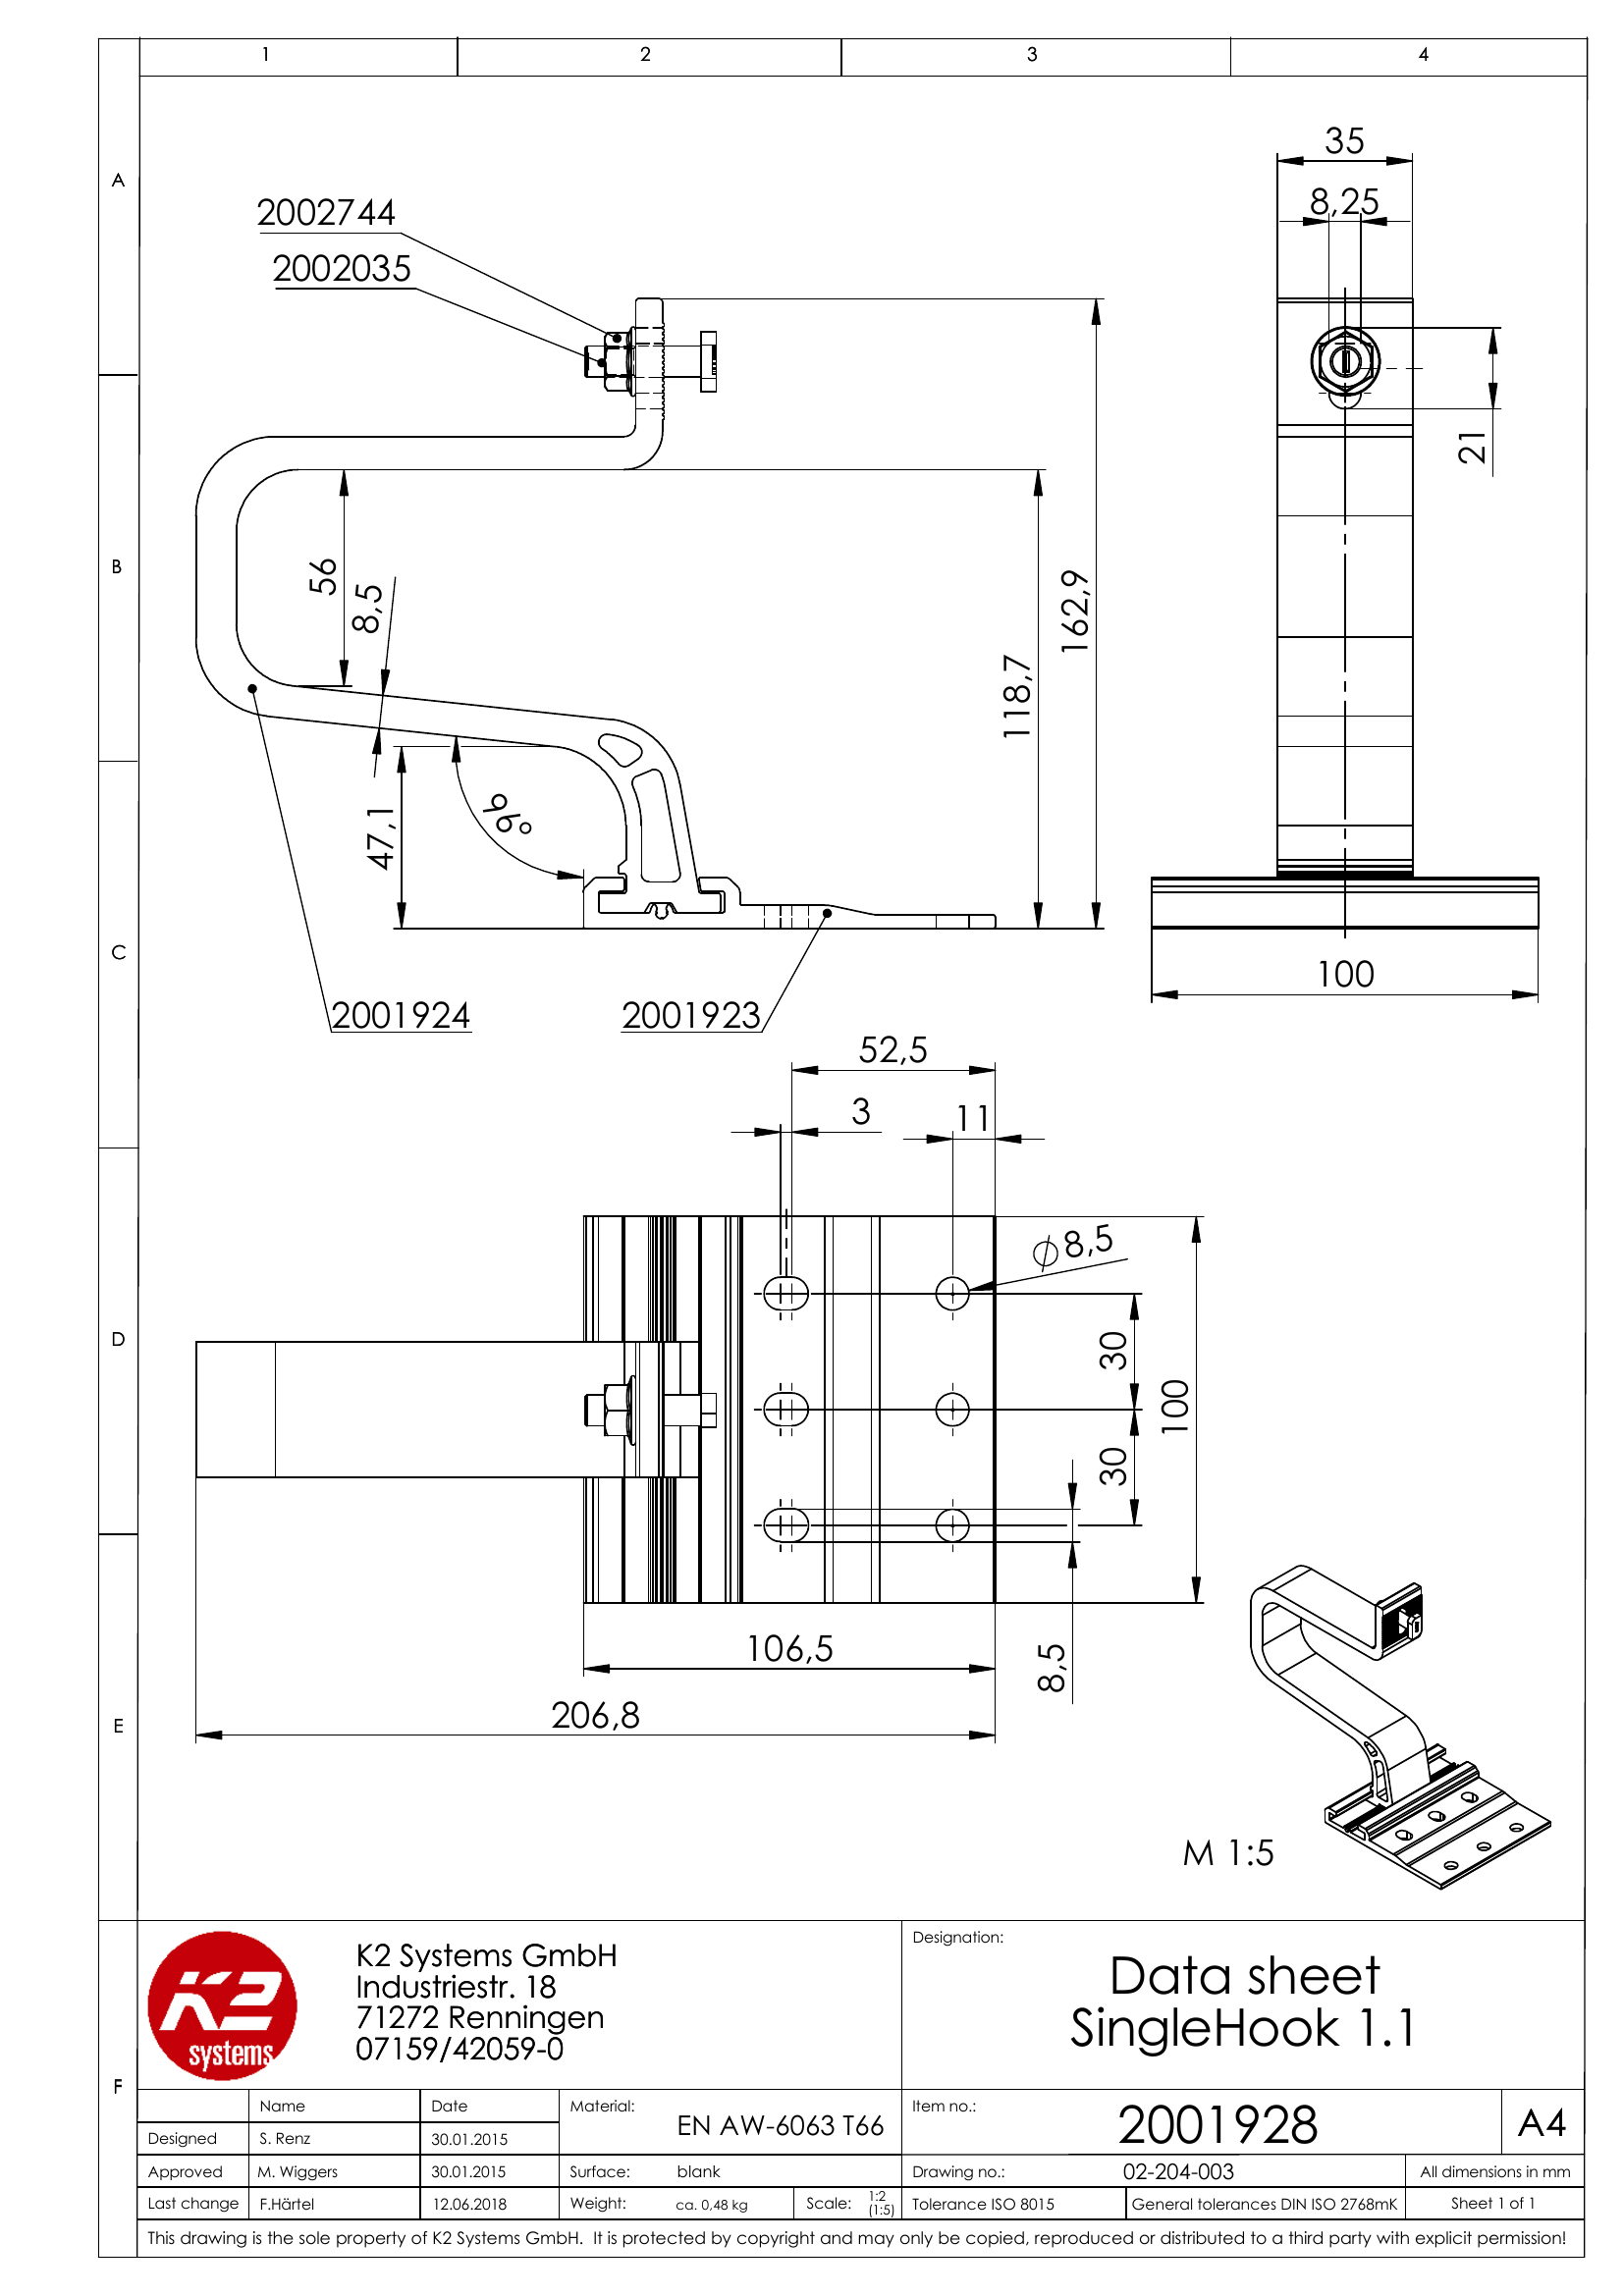 1 2 3 4
A
B
C
D
E
F
35
8,25
2002744
2002035
21
56
8,5
162,9
118,7
47,1
96°
100
2001924
2001923
52,5
3
11
⌀8,5
30
100
30
106,5
8,5
206,8
M 1:5
K2
systems
K2 Systems GmbH
Industriestr. 18
71272 Renningen
07159/42059-0
Designation:
Data sheet
SingleHook 1.1
Name Date Material: EN AW-6063 T66 Item no.: 2001928 A4
Designed S. Renz 30.01.2015
Approved M. Wiggers 30.01.2015 Surface: blank Drawing no.: 02-204-003 All dimensions in mm
Last change F.Härtel 12.06.2018 Weight: ca. 0,48 kg Scale: 1:2 (1:5) Tolerance ISO 8015 General tolerances DIN ISO 2768mK Sheet 1 of 1
This drawing is the sole property of K2 Systems GmbH. It is protected by copyright and may only be copied, reproduced or distributed to a third party with explicit permission!